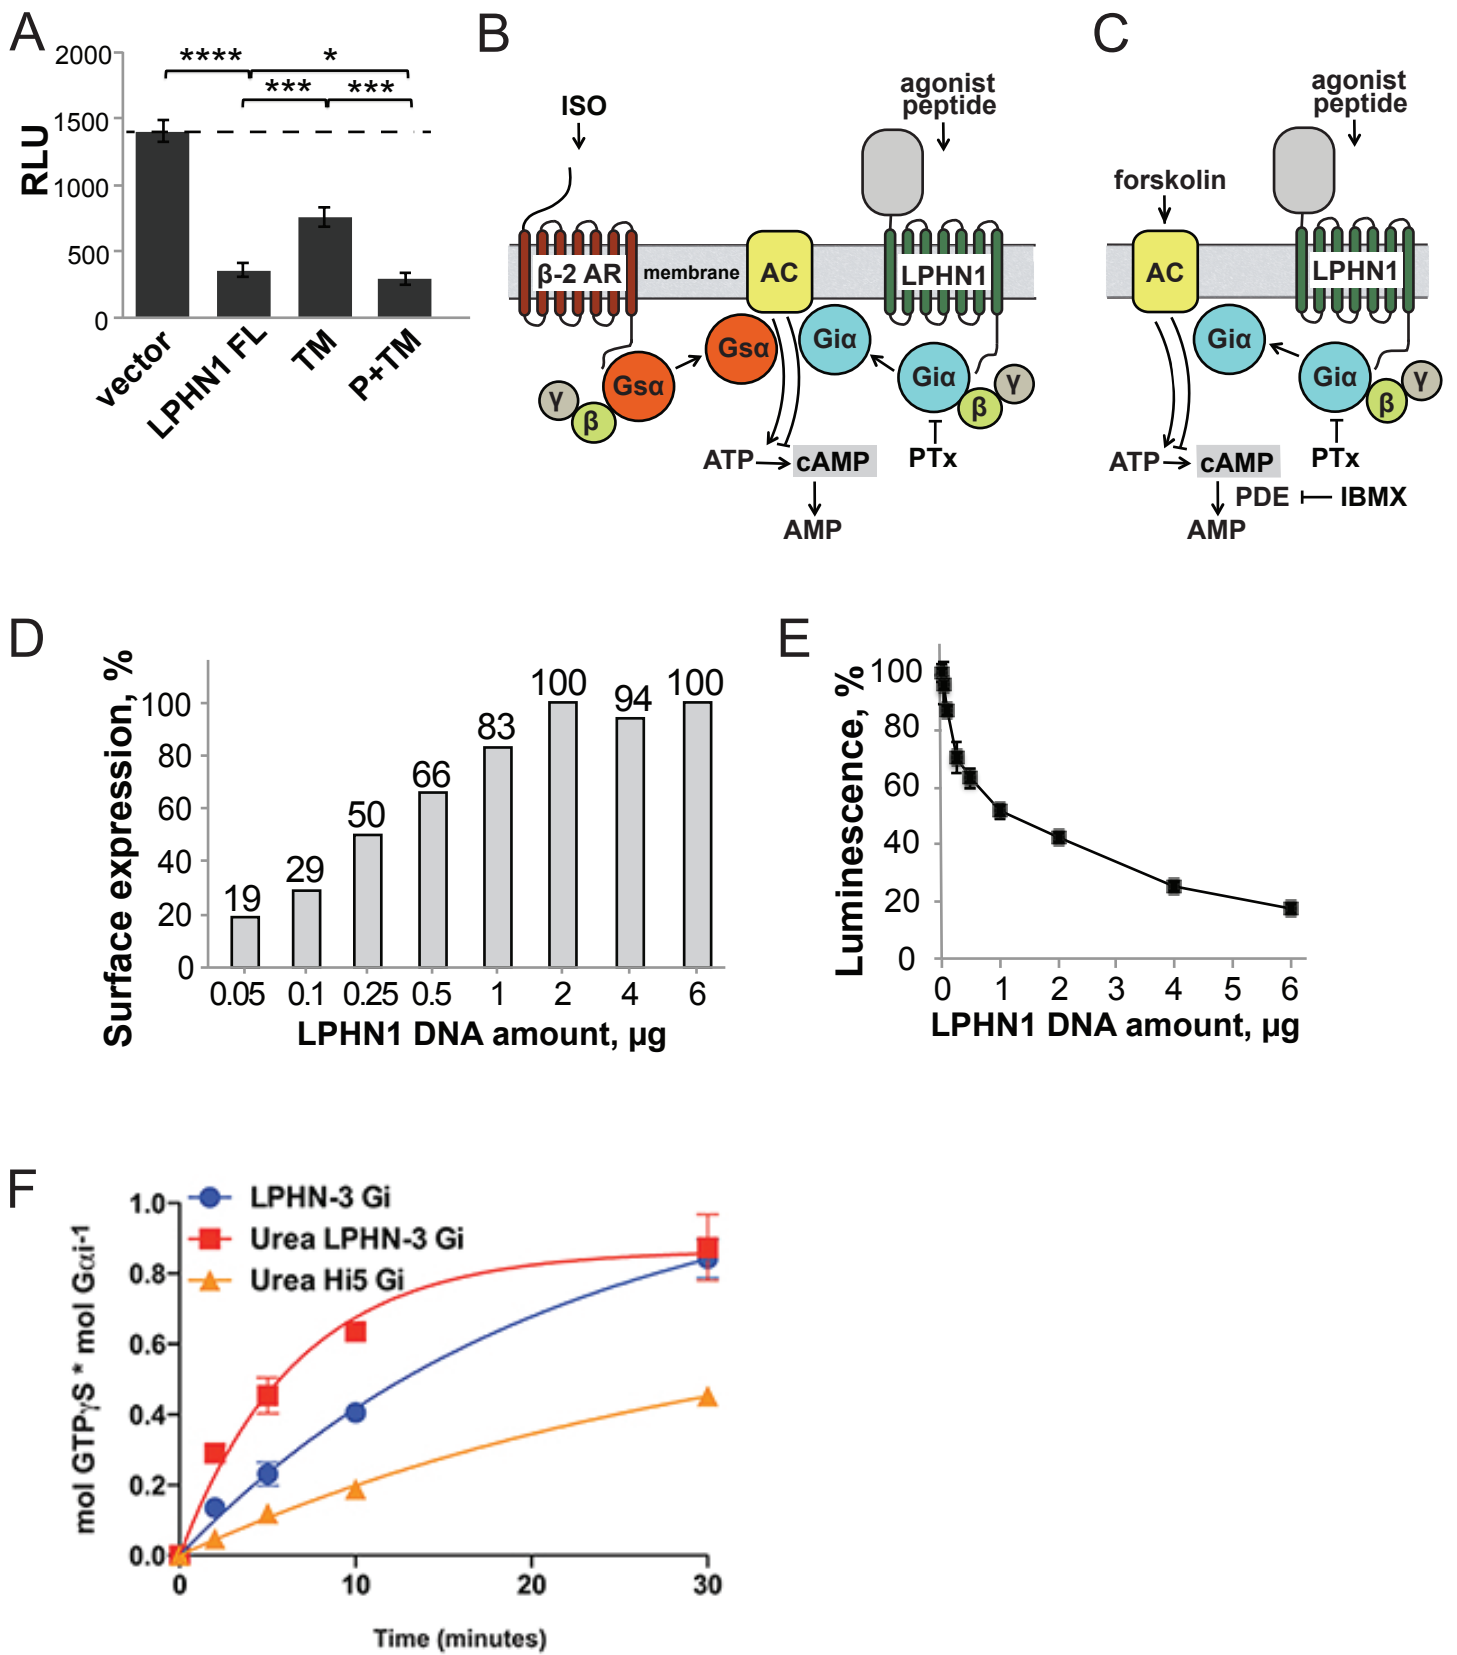 A
2000
1500
1000
500
0
RLU
**** *
*** ***
vector
LPHN1 FL
TM
P+TM
B
ISO
agonist
peptide
β-2 AR
membrane
AC
LPHN1
Gsα
Gsα
Giα
Giα
γ
β
β
γ
ATP
cAMP
PTx
AMP
C
agonist
peptide
forskolin
AC
LPHN1
Giα
Giα
β
γ
ATP
cAMP
PTx
PDE
IBMX
AMP
D
Surface expression, %
100
80
60
40
20
0
19
29
50
66
83
100
94
100
0.05 0.1 0.25 0.5 1 2 4 6
LPHN1 DNA amount, µg
E
Luminescence, %
100
80
60
40
20
0
0 1 2 3 4 5 6
LPHN1 DNA amount, µg
F
mol GTPγS * mol Gαi-1
1.0
0.8
0.6
0.4
0.2
0.0
LPHN-3 Gi
Urea LPHN-3 Gi
Urea Hi5 Gi
0 10 20 30
Time (minutes)